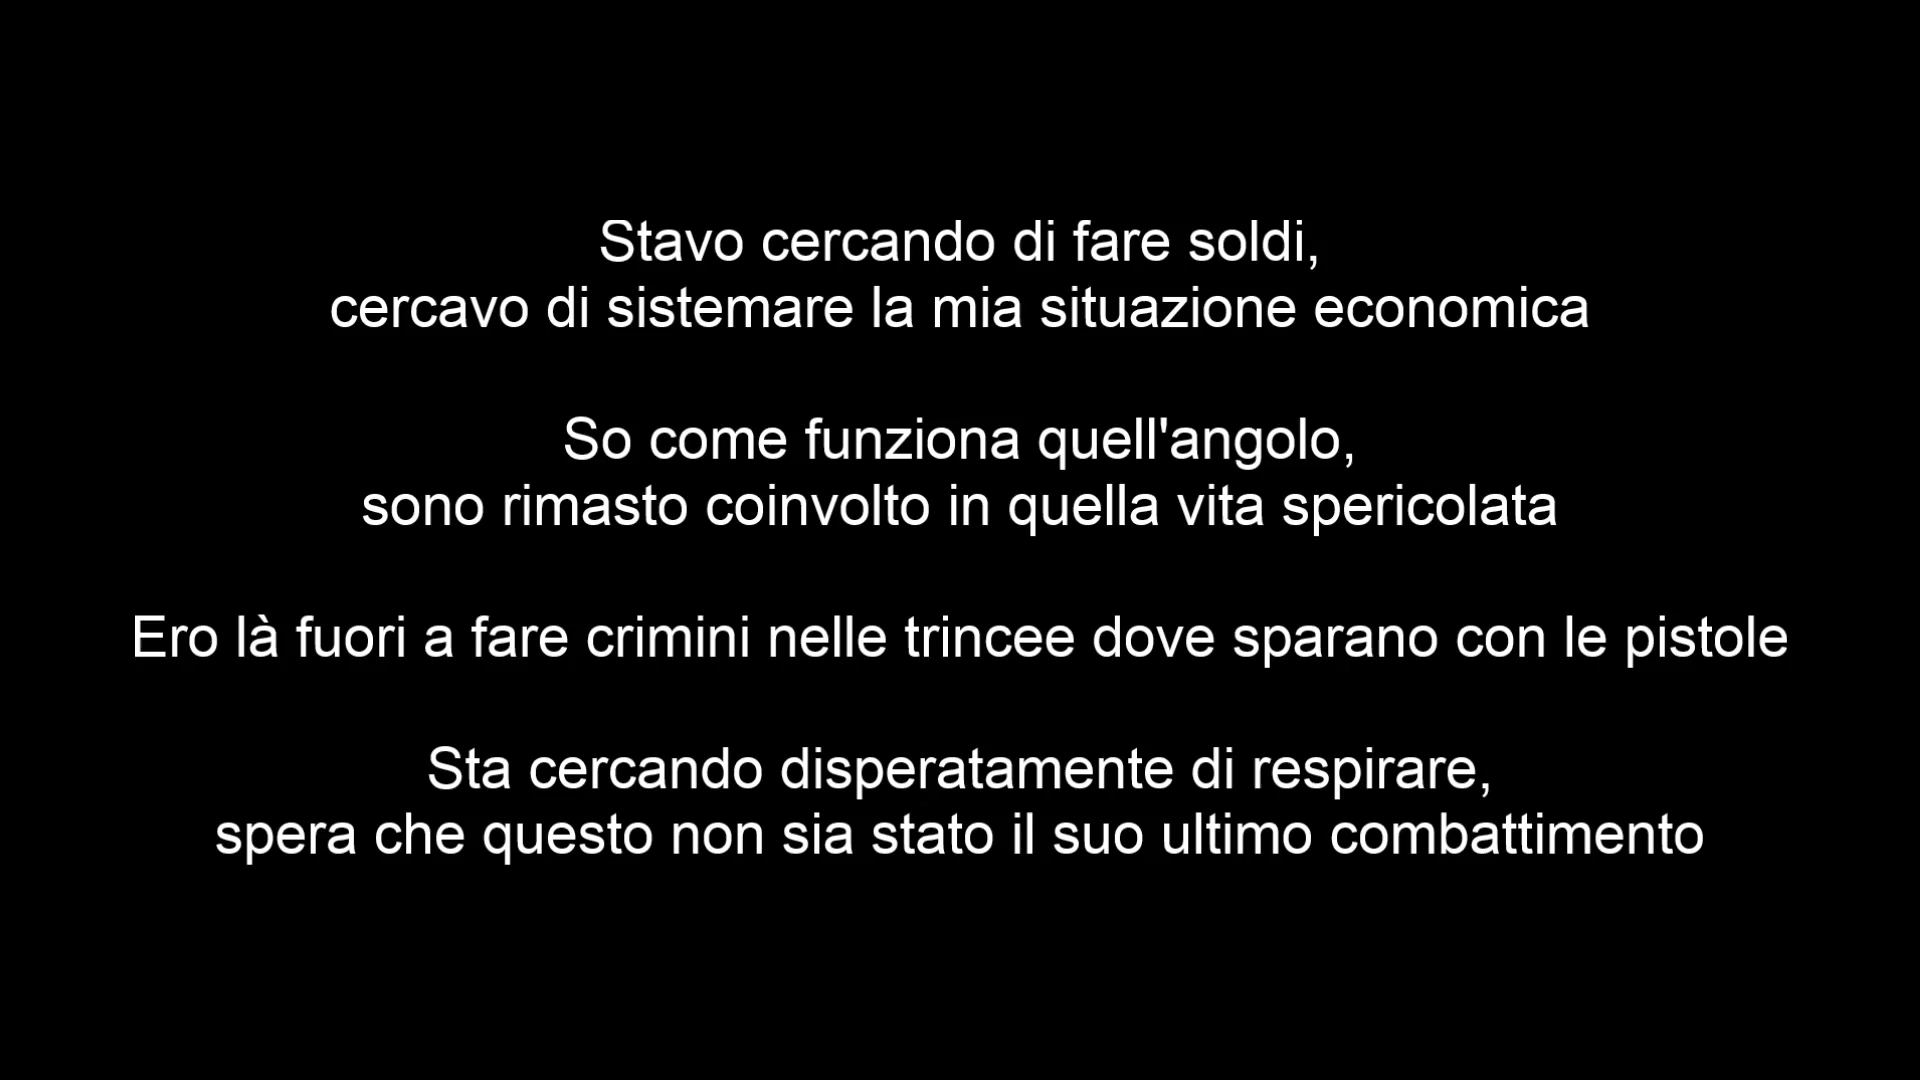 Stavo cercando di fare soldi,
cercavo di sistemare la mia situazione economica
So come funziona quell'angolo,
sono rimasto coinvolto in quella vita spericolata
Ero là fuori a fare crimini nelle trincee dove sparano con le pistole
Sta cercando disperatamente di respirare,
spera che questo non sia stato il suo ultimo combattimento